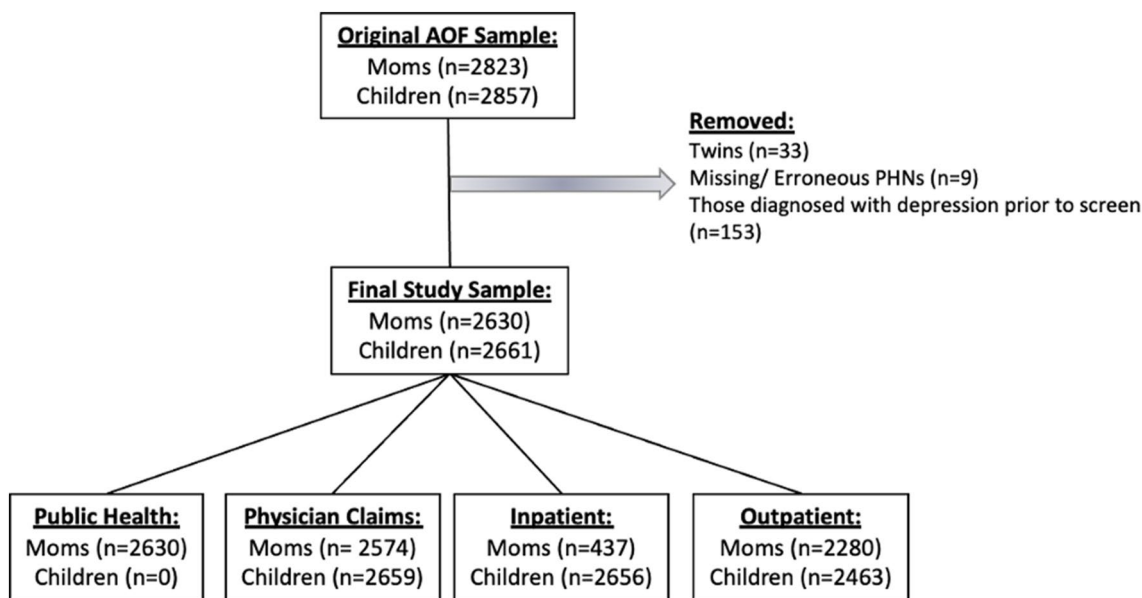 Original AOF Sample:
Moms (n=2823)
Children (n=2857)
Removed:
Twins (n=33)
Missing/ Erroneous PHNs (n=9)
Those diagnosed with depression prior to screen
(n=153)
Final Study Sample:
Moms (n=2630)
Children (n=2661)
Public Health:
Moms (n=2630)
Children (n=0)
Physician Claims:
Moms (n= 2574)
Children (n=2659)
Inpatient:
Moms (n=437)
Children (n=2656)
Outpatient:
Moms (n=2280)
Children (n=2463)